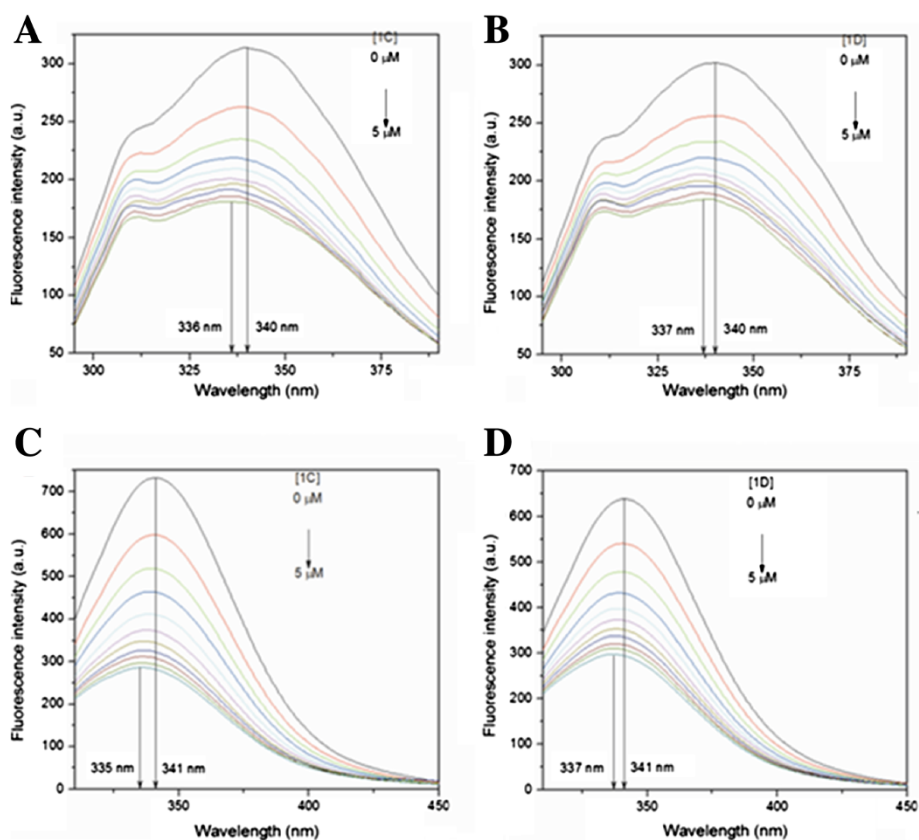 A
[1C]
0 μM
5 μM
300
250
200
150
100
50
336 nm
340 nm
300
325
350
375
Wavelength (nm)
Fluorescence intensity (a.u.)
B
[1D]
0 μM
5 μM
300
250
200
150
100
50
337 nm
340 nm
300
325
350
375
Wavelength (nm)
Fluorescence intensity (a.u.)
C
[1C]
0 μM
5 μM
700
600
500
400
300
200
100
0
335 nm
341 nm
350
400
450
Wavelength (nm)
Fluorescence intensity (a.u.)
D
[1D]
0 μM
5 μM
700
600
500
400
300
200
100
0
337 nm
341 nm
350
400
450
Wavelength (nm)
Fluorescence intensity (a.u.)